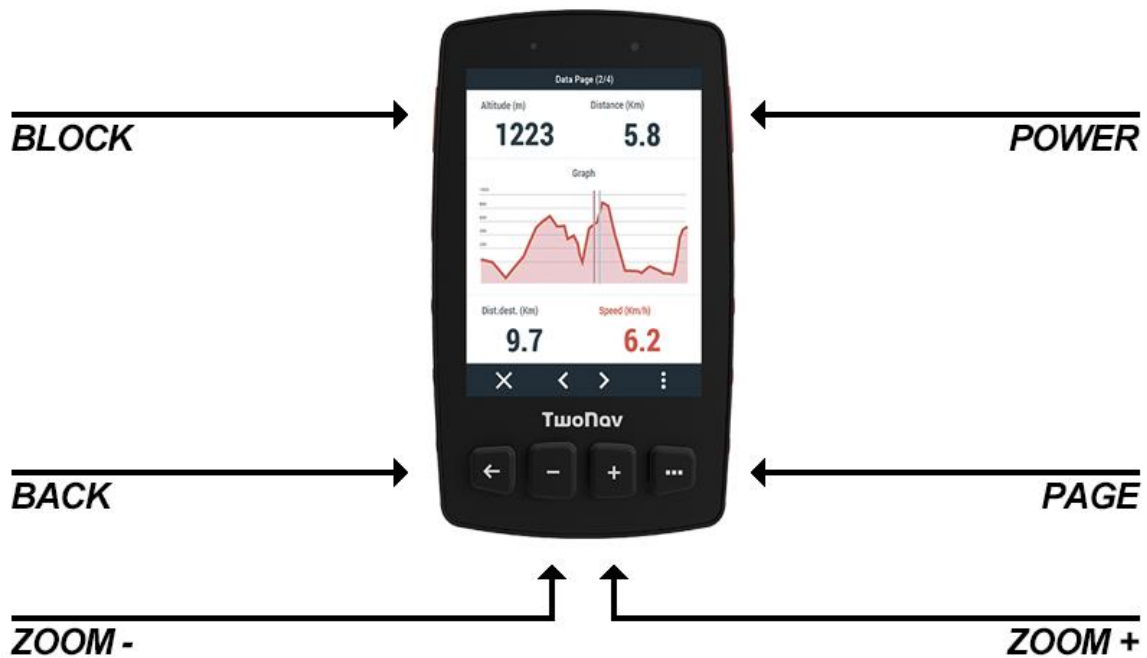 Data Page (2/4)
Altitude (m) Distance (Km)
1223 5.8
BLOCK
POWER
Graph
Dist.dest. (Km) Speed (Km/h)
9.7 6.2
TwoNav
BACK
PAGE
ZOOM -
ZOOM +